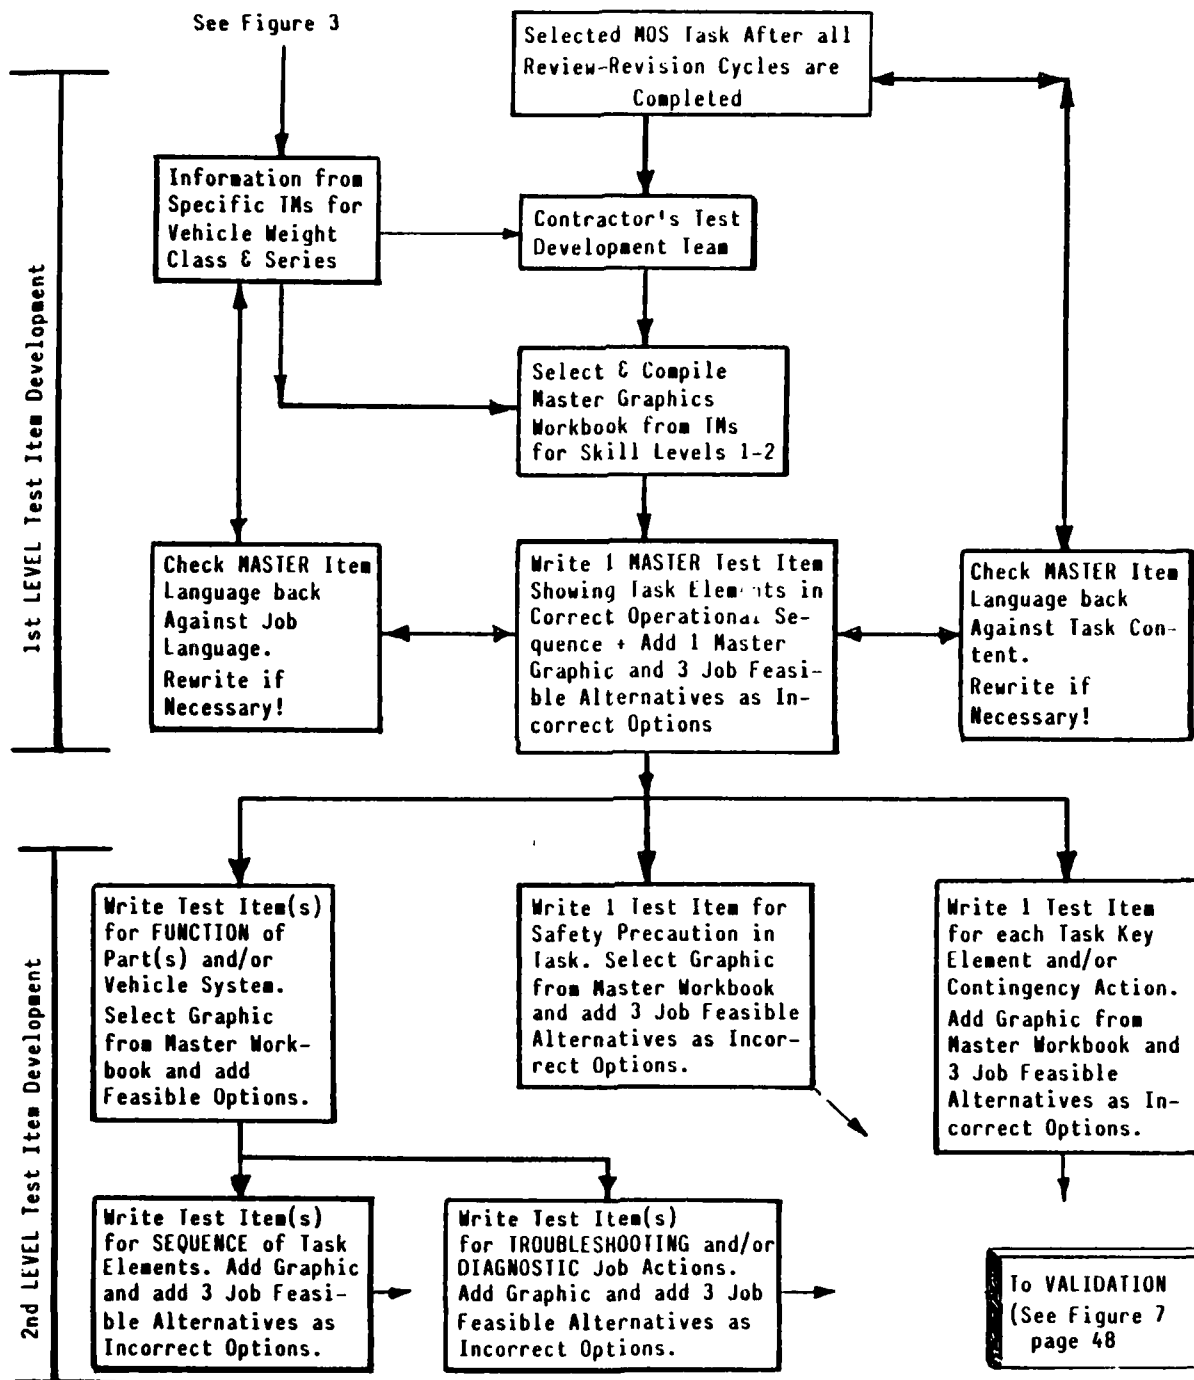 See Figure 3
Selected MOS Task After all
Review-Revision Cycles are
Completed
1st LEVEL Test Item Development
Information from
Specific TMs for
Vehicle Weight
Class & Series
Contractor's Test
Development Team
Select & Compile
Master Graphics
Workbook from TMs
for Skill Levels 1-2
Check MASTER Item
Language back
Against Job
Language.
Rewrite if
Necessary!
Write 1 MASTER Test Item
Showing Task Elements in
Correct Operational Se-
quence + Add 1 Master
Graphic and 3 Job Feasi-
ble Alternatives as In-
correct Options
Check MASTER Item
Language back
Against Task Con-
tent.
Rewrite if
Necessary!
2nd LEVEL Test Item Development
Write Test Item(s)
for FUNCTION of
Part(s) and/or
Vehicle System.
Select Graphic
from Master Work-
book and add
Feasible Options.
Write 1 Test Item for
Safety Precaution in
Task. Select Graphic
from Master Workbook
and add 3 Job Feasible
Alternatives as Incor-
rect Options.
Write 1 Test Item
for each Task Key
Element and/or
Contingency Action.
Add Graphic from
Master Workbook and
3 Job Feasible
Alternatives as In-
correct Options.
Write Test Item(s)
for SEQUENCE of Task
Elements. Add Graphic
and add 3 Job Feasi-
ble Alternatives as
Incorrect Options.
Write Test Item(s)
for TROUBLESHOOTING and/or
DIAGNOSTIC Job Actions.
Add Graphic and add 3 Job
Feasible Alternatives as
Incorrect Options.
To VALIDATION
(See Figure 7
page 48